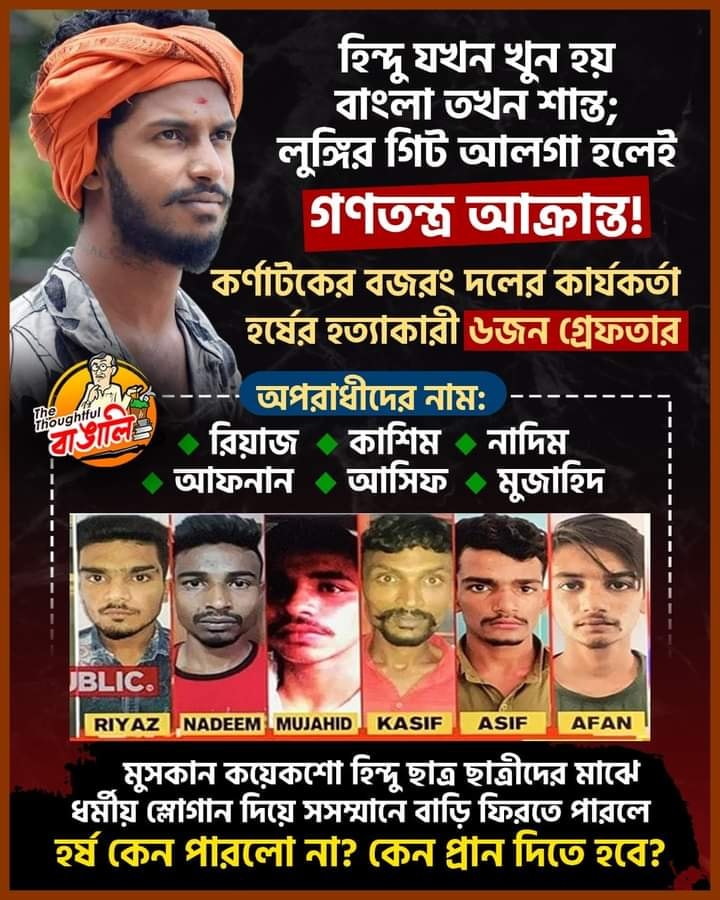 হিন্দু যখন খুন হয়
বাংলা তখন শান্ত;
লুঙ্গির গিট আলগা হলেই
গণতন্ত্র আক্রান্ত!
কর্ণাটকের বজরং দলের কার্যকর্তা
হর্ষের হত্যাকারী ৬জন গ্রেফতার
The
Thoughtful
বাঙালি
অপরাধীদের নাম:
রিয়াজ কাশিম নাদিম
আফনান আসিফ মুজাহিদ
UBLIC.
RIYAZ NADEEM MUJAHID KASIF ASIF AFAN
মুসকান কয়েকশো হিন্দু ছাত্র ছাত্রীদের মাঝে
ধর্মীয় স্লোগান দিয়ে সসম্মানে বাড়ি ফিরতে পারলে
হর্ষ কেন পারলো না? কেন প্রান দিতে হবে?